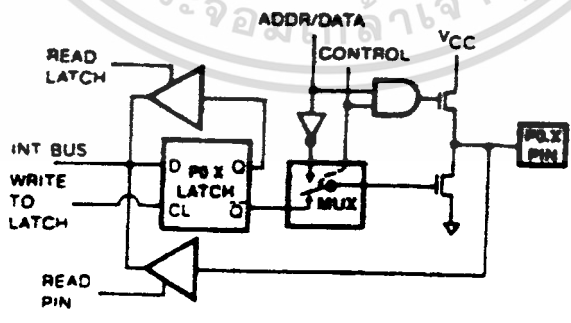 ADDR/DATA
CONTROL
VCC
READ
LATCH
INT BUS
WRITE
TO
LATCH
D
Q
P0.X
LATCH
CL
Q̅
MUX
P0.X
PIN
READ
PIN